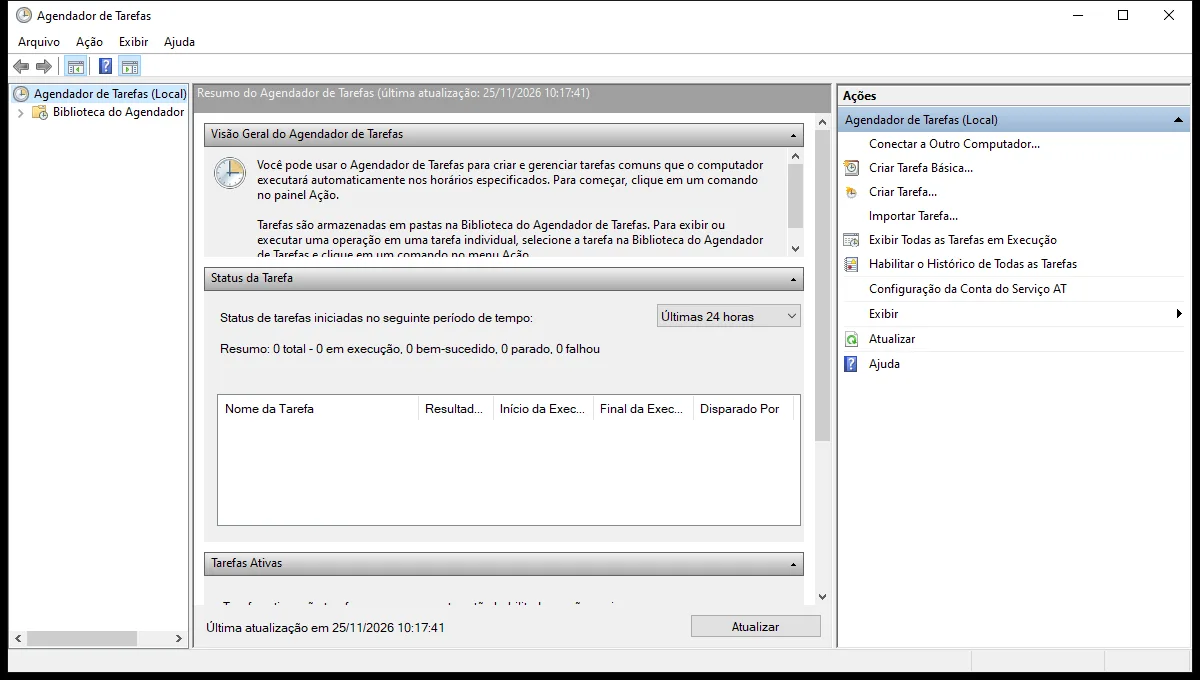 Agendador de Tarefas
Arquivo Ação Exibir Ajuda
Agendador de Tarefas (Local)
Biblioteca do Agendador
Resumo do Agendador de Tarefas (última atualização: 25/11/2026 10:17:41)
Visão Geral do Agendador de Tarefas
Você pode usar o Agendador de Tarefas para criar e gerenciar tarefas comuns que o computador
executará automaticamente nos horários especificados. Para começar, clique em um comando
no painel Ação.
Tarefas são armazenadas em pastas na Biblioteca do Agendador de Tarefas. Para exibir ou
executar uma operação em uma tarefa individual, selecione a tarefa na Biblioteca do Agendador
de Tarefas e clique em um comando no menu Ação.
Status da Tarefa
Status de tarefas iniciadas no seguinte período de tempo:
Últimas 24 horas
Resumo: 0 total - 0 em execução, 0 bem-sucedido, 0 parado, 0 falhou
Nome da Tarefa Resultad... Início da Exec... Final da Exec... Disparado Por
Tarefas Ativas
Última atualização em 25/11/2026 10:17:41
Atualizar
Ações
Agendador de Tarefas (Local)
Conectar a Outro Computador...
Criar Tarefa Básica...
Criar Tarefa...
Importar Tarefa...
Exibir Todas as Tarefas em Execução
Habilitar o Histórico de Todas as Tarefas
Configuração da Conta do Serviço AT
Exibir
Atualizar
Ajuda